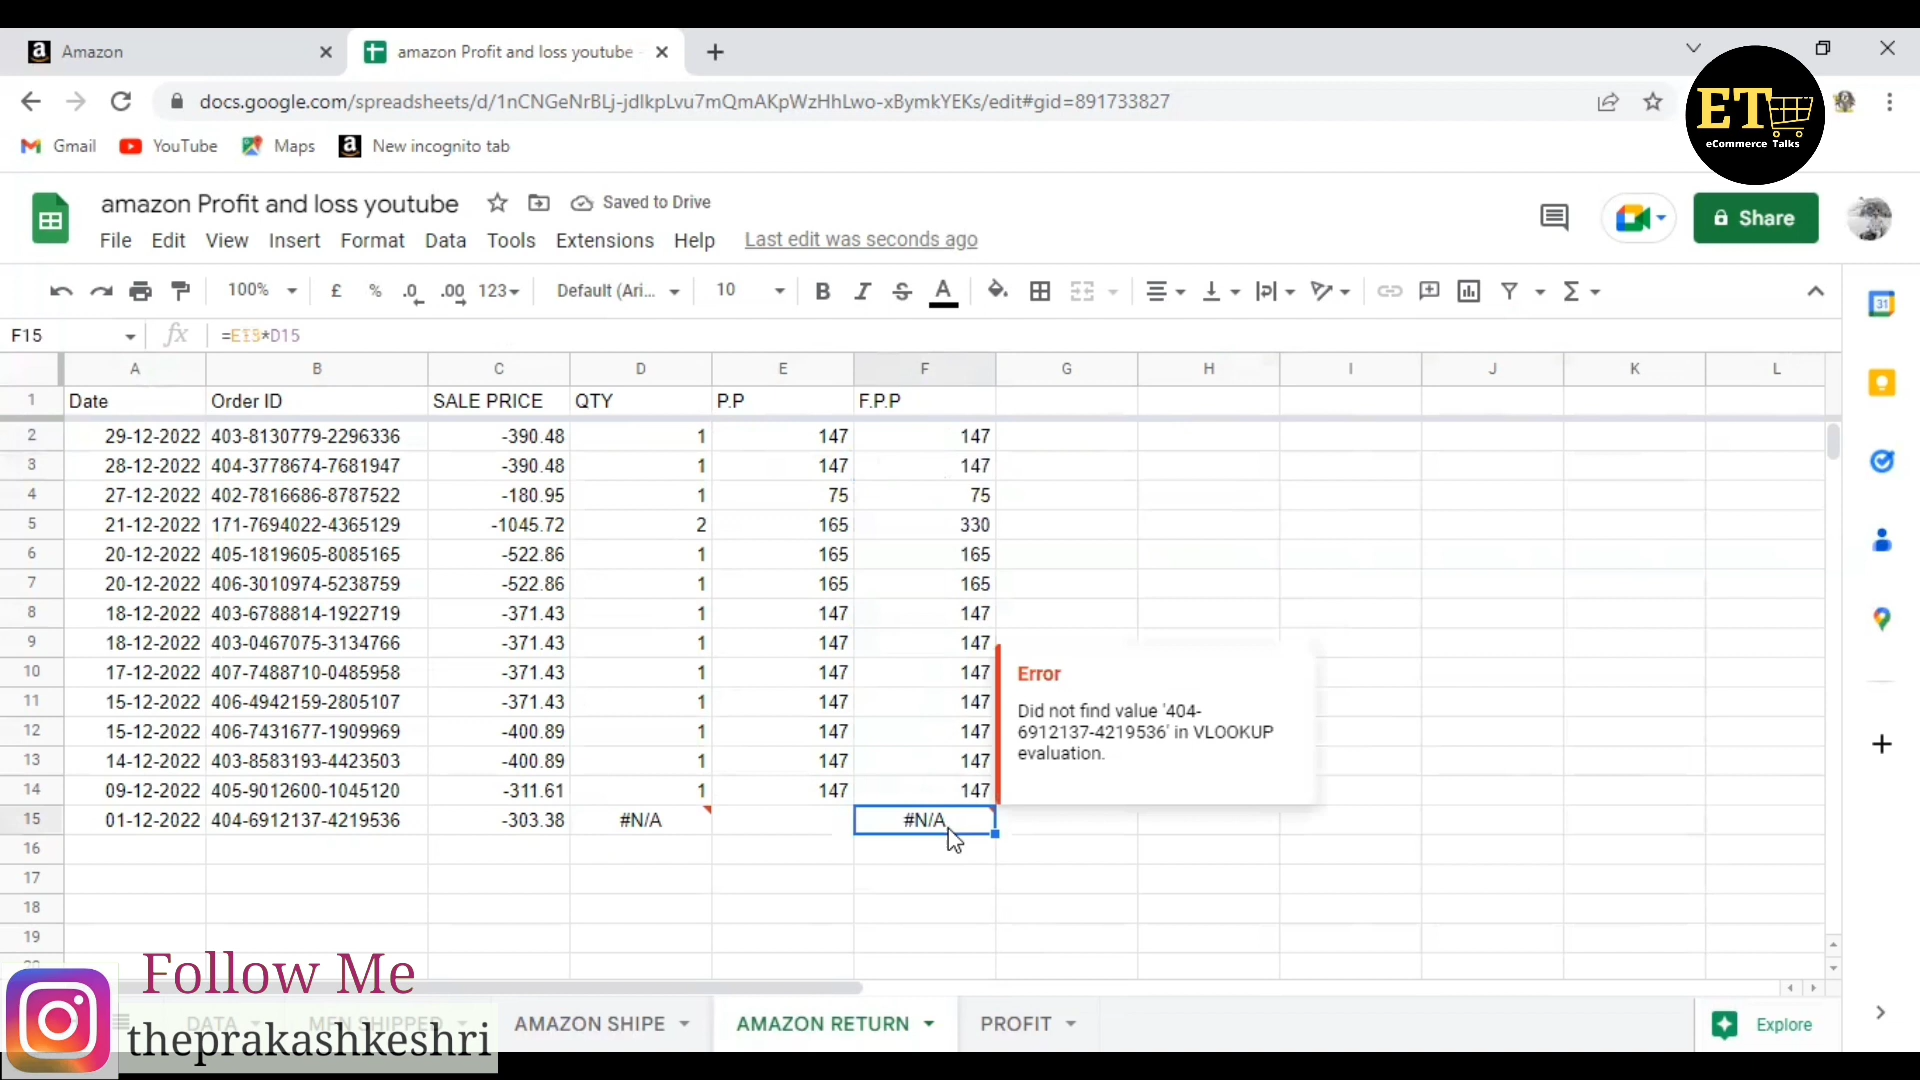 Amazon
amazon Profit and loss youtube -
docs.google.com/spreadsheets/d/1nCNGeNrBLj-jdlkpLvu7mQmAKpWzHhLwo-xBymkYEKs/edit#gid=891733827
ET
eCommerce Talks
Gmail YouTube Maps New incognito tab
amazon Profit and loss youtube Saved to Drive
Share
File Edit View Insert Format Data Tools Extensions Help Last edit was seconds ago
100% £ % .0 .00 123 Default (Ari... 10 B I S A
F15 fx *D15
A B C D E F G H I J K L
1 Date Order ID SALE PRICE QTY P.P F.P.P
2 29-12-2022 403-8130779-2296336 -390.48 1 147 147
3 28-12-2022 404-3778674-7681947 -390.48 1 147 147
4 27-12-2022 402-7816686-8787522 -180.95 1 75 75
5 21-12-2022 171-7694022-4365129 -1045.72 2 165 330
6 20-12-2022 405-1819605-8085165 -522.86 1 165 165
7 20-12-2022 406-3010974-5238759 -522.86 1 165 165
8 18-12-2022 403-6788814-1922719 -371.43 1 147 147
9 18-12-2022 403-0467075-3134766 -371.43 1 147 147
10 17-12-2022 407-7488710-0485958 -371.43 1 147 147
11 15-12-2022 406-4942159-2805107 -371.43 1 147 147
12 15-12-2022 406-7431677-1909969 -400.89 1 147 147
13 14-12-2022 403-8583193-4423503 -400.89 1 147 147
14 09-12-2022 405-9012600-1045120 -311.61 1 147 147
15 01-12-2022 404-6912137-4219536 -303.38 #N/A #N/A
Error
Did not find value '404-
6912137-4219536' in VLOOKUP
evaluation.
16
17
18
19
Follow Me
theprakashkeshri
DATA MFN SHIPPED AMAZON SHIPE AMAZON RETURN PROFIT Explore